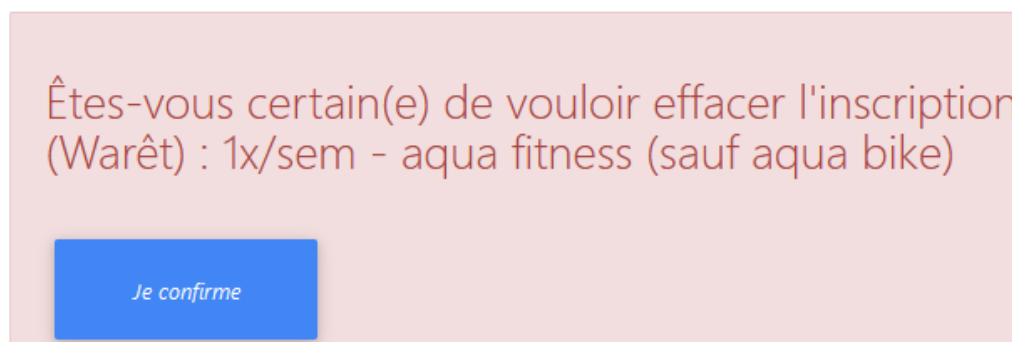 Êtes-vous certain(e) de vouloir effacer l'inscription
(Warêt) : 1x/sem - aqua fitness (sauf aqua bike)
Je confirme